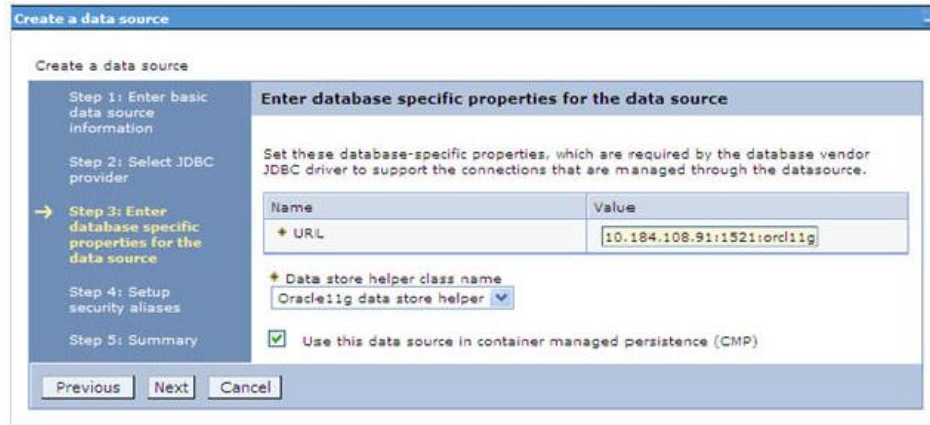 Create a data source
Create a data source
Step 1: Enter basic
data source
information
Step 2: Select JDBC
provider
Step 3: Enter
database specific
properties for the
data source
Step 4: Setup
security aliases
Step 5: Summary
Enter database specific properties for the data source
Set these database-specific properties, which are required by the database vendor
JDBC driver to support the connections that are managed through the datasource.
Name Value
URL 10.184.108.91:1521:orcl11g
Data store helper class name
Oracle11g data store helper
Use this data source in container managed persistence (CMP)
Previous Next Cancel